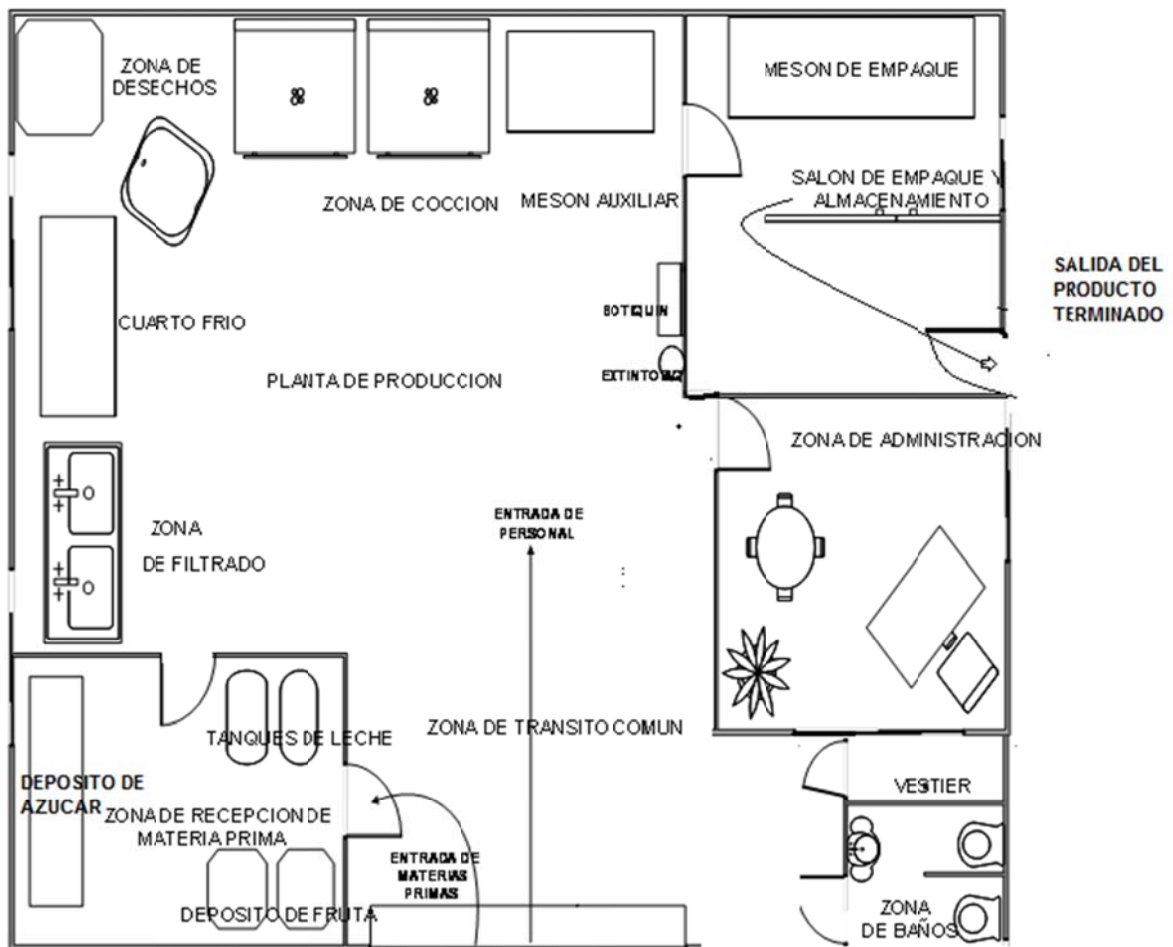 ZONA DE
DESECHOS
MESON DE EMPAQUE
ZONA DE COCCION
MESON AUXILIAR
SALON DE EMPAQUE Y
ALMACENAMIENTO
SALIDA DEL
PRODUCTO
TERMINADO
CUARTO FRIO
BOTEQUIN
PLANTA DE PRODUCCION
ZONA DE ADMINISTRACION
ENTRADA DE
PERSONAL
ZONA
DE FILTRADO
TANQUES DE LECHE
ZONA DE TRANSITO COMUN
DEPOSITO DE
AZUCAR
ZONA DE RECEPCION DE
MATERIA PRIMA
VESTIER
ENTRADA DE
MATERIAS
PRIMAS
DEPOSITO DE FRUTA
ZONA
DE BAÑOS